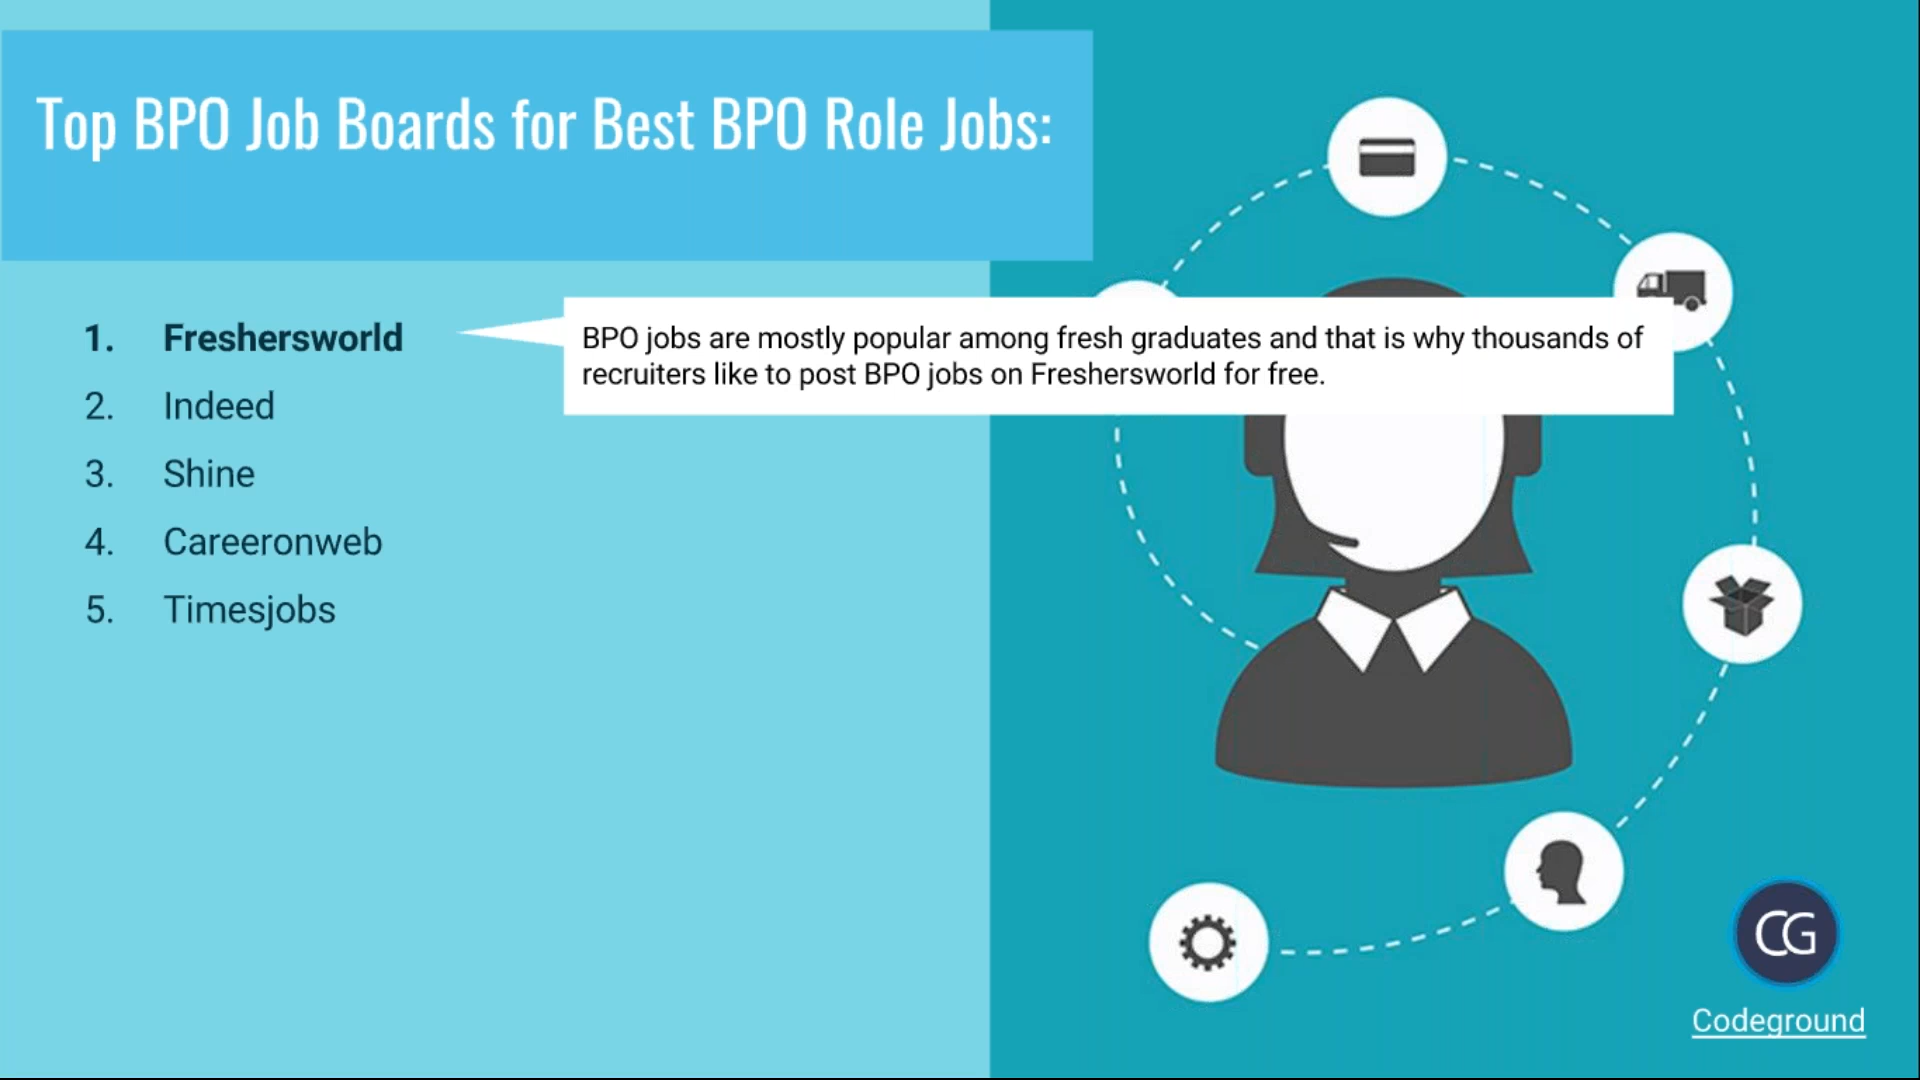 Top BPO Job Boards for Best BPO Role Jobs:
1. Freshersworld
BPO jobs are mostly popular among fresh graduates and that is why thousands of
recruiters like to post BPO jobs on Freshersworld for free.
2. Indeed
3. Shine
4. Careeronweb
5. Timesjobs
CG
Codeground